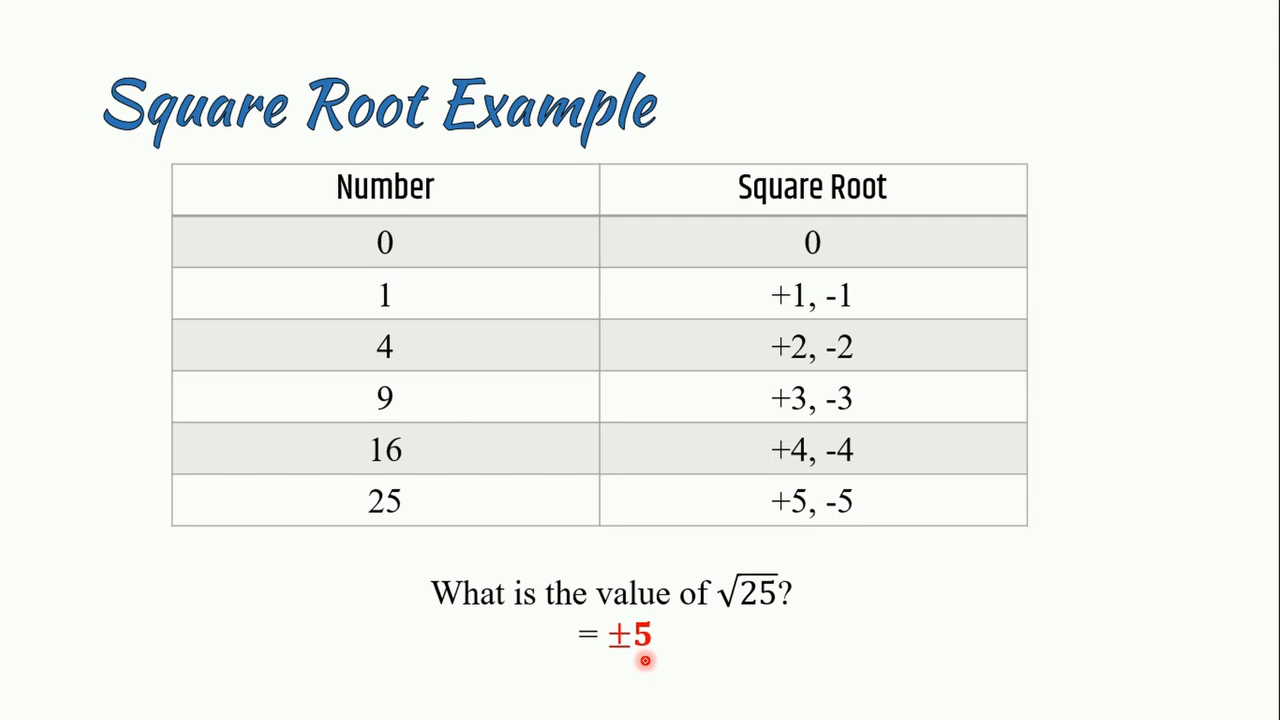 Square Root Example
Number Square Root
0 0
1 +1, -1
4 +2, -2
9 +3, -3
16 +4, -4
25 +5, -5
What is the value of √25?
= ±5